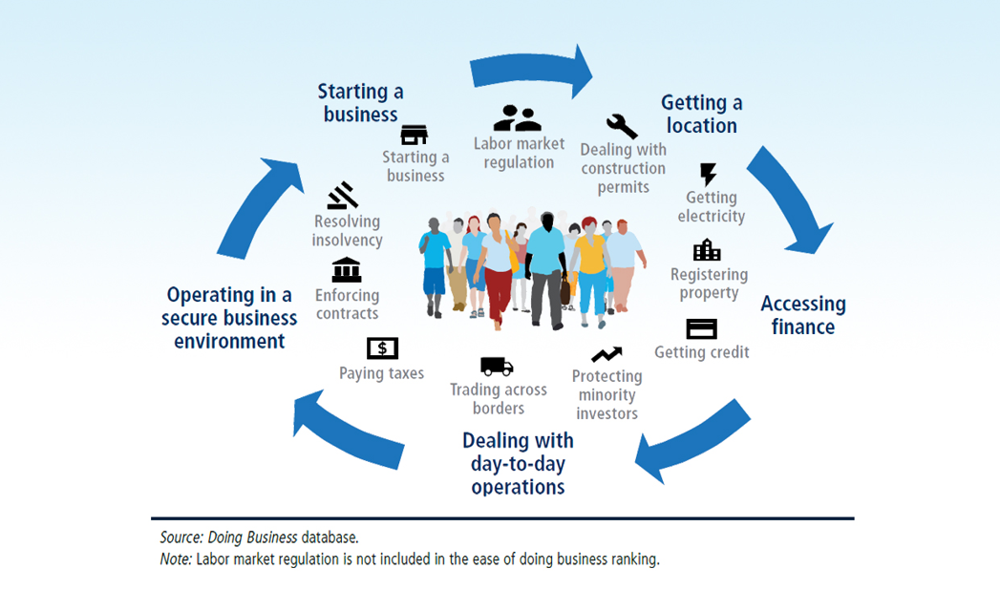 Starting a
business
Getting a
location
Starting a
business
Labor market
regulation
Dealing with
construction
permits
Getting
electricity
Resolving
insolvency
Registering
property
Enforcing
contracts
Operating in a
secure business
environment
Accessing
finance
Getting credit
Paying taxes
$
Trading across
borders
Protecting
minority
investors
Dealing with
day-to-day
operations
Source: Doing Business database.
Note: Labor market regulation is not included in the ease of doing business ranking.